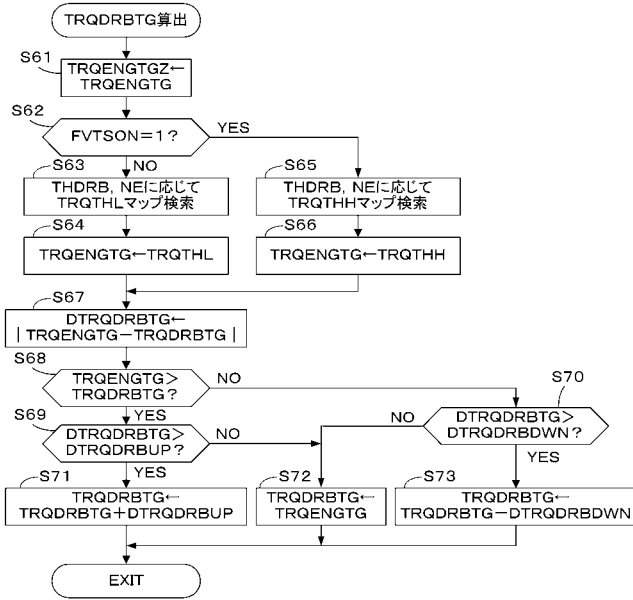 TRQDRBTG算出
S61
TRQENGTGZ←
TRQENGTG
S62
FVTSON=1?
YES
NO
S63
THDRB, NEに応じて
TRQTHLマップ検索
S65
THDRB, NEに応じて
TRQTHHマップ検索
S64
TRQENGTG←TRQTHL
S66
TRQENGTG←TRQTHH
S67
DTRQDRBTG←
|TRQENGTG−TRQDRBTG|
S68
TRQENGTG>
TRQDRBTG?
NO
YES
S69
DTRQDRBTG>
DTRQDRBUP?
NO
YES
S70
DTRQDRBTG>
DTRQDRBDWN?
NO
YES
S71
TRQDRBTG←
TRQDRBTG+DTRQDRBUP
S72
TRQDRBTG←
TRQENGTG
S73
TRQDRBTG←
TRQDRBTG−DTRQDRBDWN
EXIT